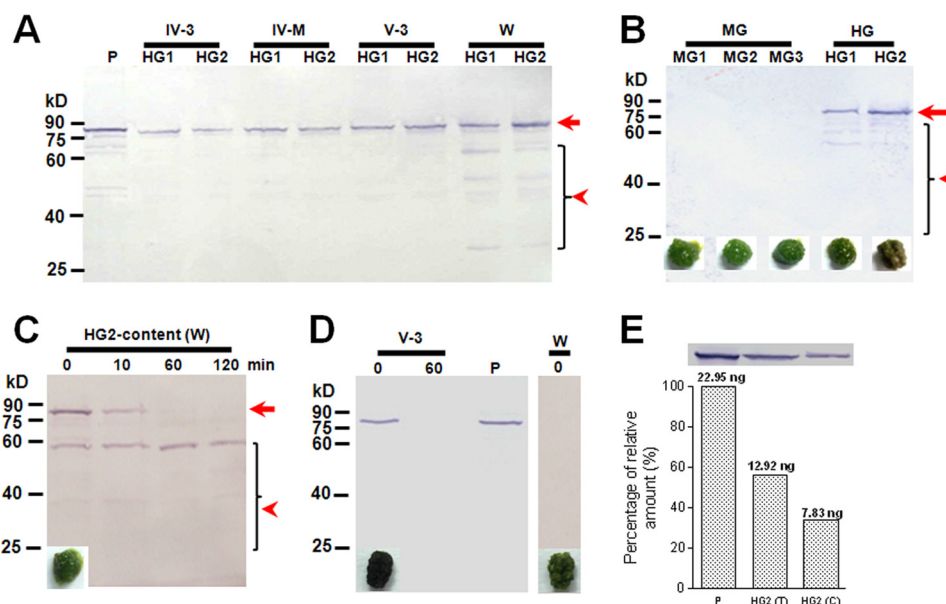 A
IV-3 IV-M V-3 W
P HG1 HG2 HG1 HG2 HG1 HG2 HG1 HG2
kD
90
75
60
40
25
B
MG HG
MG1 MG2 MG3 HG1 HG2
kD
90
75
60
40
25
C
HG2-content (W)
0 10 60 120 min
kD
90
75
60
40
25
D
V-3 W
0 60 P 0
kD
90
75
60
40
25
E
22.95 ng
12.92 ng
7.83 ng
Percentage of relative
amount (%)
100
80
60
40
20
0
P HG2 (T) HG2 (C)